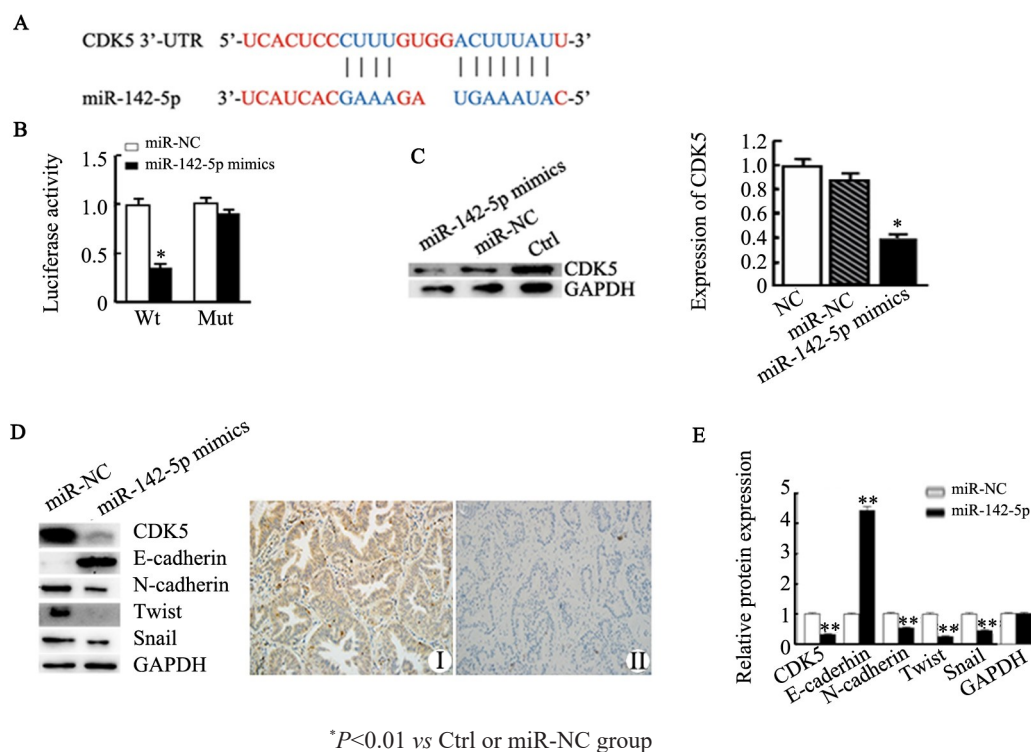 A
CDK5 3’-UTR 5’-UCACUCCCUUUGUGGACUUUAUU-3’
miR-142-5p 3’-UCAUCACGAAAGA UGAAAUAC-5’
B
miR-NC
miR-142-5p mimics
Luciferase activity
1.5
1.0
0.5
0
Wt Mut
*
C
miR-142-5p mimics
miR-NC
Ctrl
CDK5
GAPDH
Expression of CDK5
1.2
1.0
0.8
0.6
0.4
0.2
0
*
NC
miR-NC
miR-142-5p mimics
D
miR-NC
miR-142-5p mimics
CDK5
E-cadherin
N-cadherin
Twist
Snail
GAPDH
I
II
E
miR-NC
miR-142-5p
Relative protein expression
5
4
2
1
0
**
**
**
**
**
CDK5
E-caderhin
N-cadherin
Twist
Snail
GAPDH
*P<0.01 vs Ctrl or miR-NC group